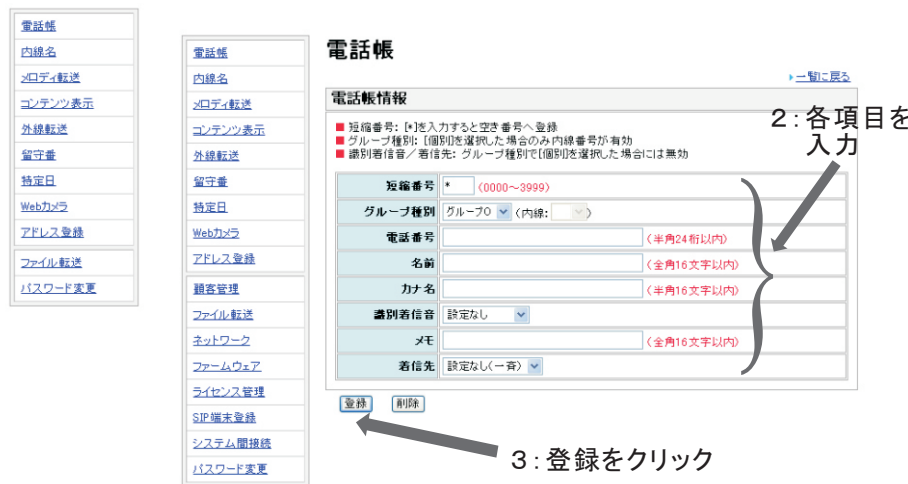 電話帳
内線名
メロディ転送
コンテンツ表示
外線転送
留守番
特定日
Webカメラ
アドレス登録
ファイル転送
パスワード変更
電話帳
内線名
メロディ転送
コンテンツ表示
外線転送
留守番
特定日
Webカメラ
アドレス登録
顧客管理
ファイル転送
ネットワーク
ファームウェア
ライセンス管理
SIP端末登録
システム間接続
パスワード変更
電話帳
一覧に戻る
電話帳情報
■ 短縮番号: [*]を入力すると空き番号へ登録
■ グループ種別: [個別]を選択した場合のみ内線番号が有効
■ 識別着信音/着信先: グループ種別で[個別]を選択した場合には無効
2:各項目を
入力
短縮番号 * (0000~3999)
グループ種別 グループ0 (内線: )
電話番号 (半角24桁以内)
名前 (全角16文字以内)
カナ名 (半角16文字以内)
識別着信音 設定なし
メモ (全角16文字以内)
着信先 設定なし(一斉)
登録 削除
3:登録をクリック